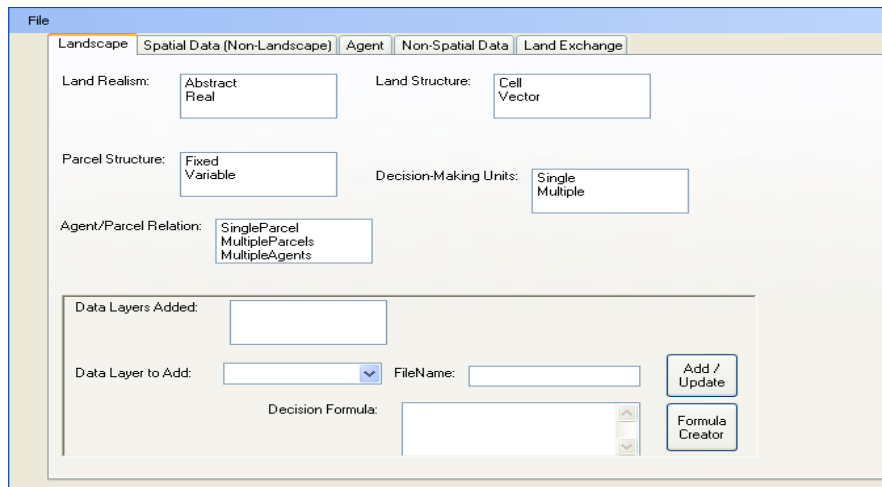 File
Landscape Spatial Data (Non-Landscape) Agent Non-Spatial Data Land Exchange
Land Realism: Abstract Land Structure: Cell
Real Vector
Parcel Structure: Fixed
Variable Decision-Making Units: Single
Multiple
Agent/Parcel Relation: SingleParcel
MultipleParcels
MultipleAgents
Data Layers Added:
Data Layer to Add: FileName: Add /
Update
Decision Formula: Formula
Creator